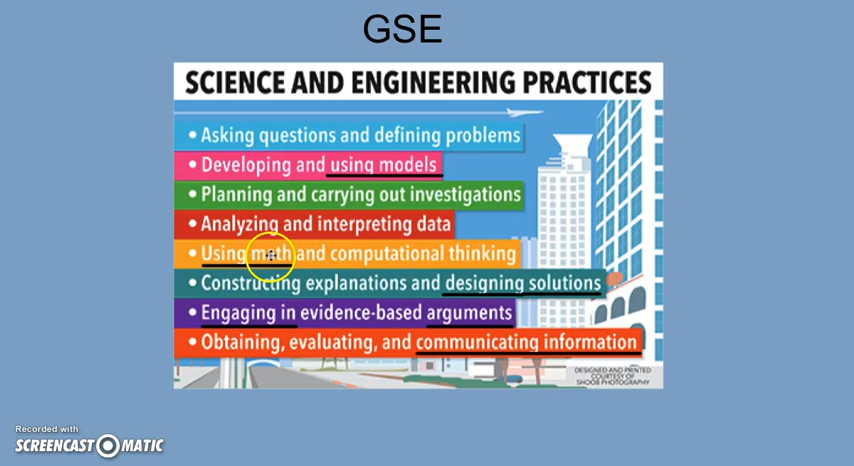 GSE
SCIENCE AND ENGINEERING PRACTICES
• Asking questions and defining problems
• Developing and using models
• Planning and carrying out investigations
• Analyzing and interpreting data
• Using math and computational thinking
• Constructing explanations and designing solutions
• Engaging in evidence-based arguments
• Obtaining, evaluating, and communicating information
DESIGNED AND PRINTED
COURTESY OF
SHOOB PHOTOGRAPHY
Recorded with
SCREENCAST-O-MATIC